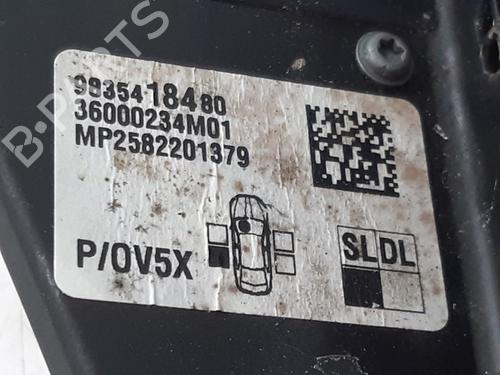 B-PARTS
9835418480
36000234M01
MP2582201379
P/OV5X
SL DL